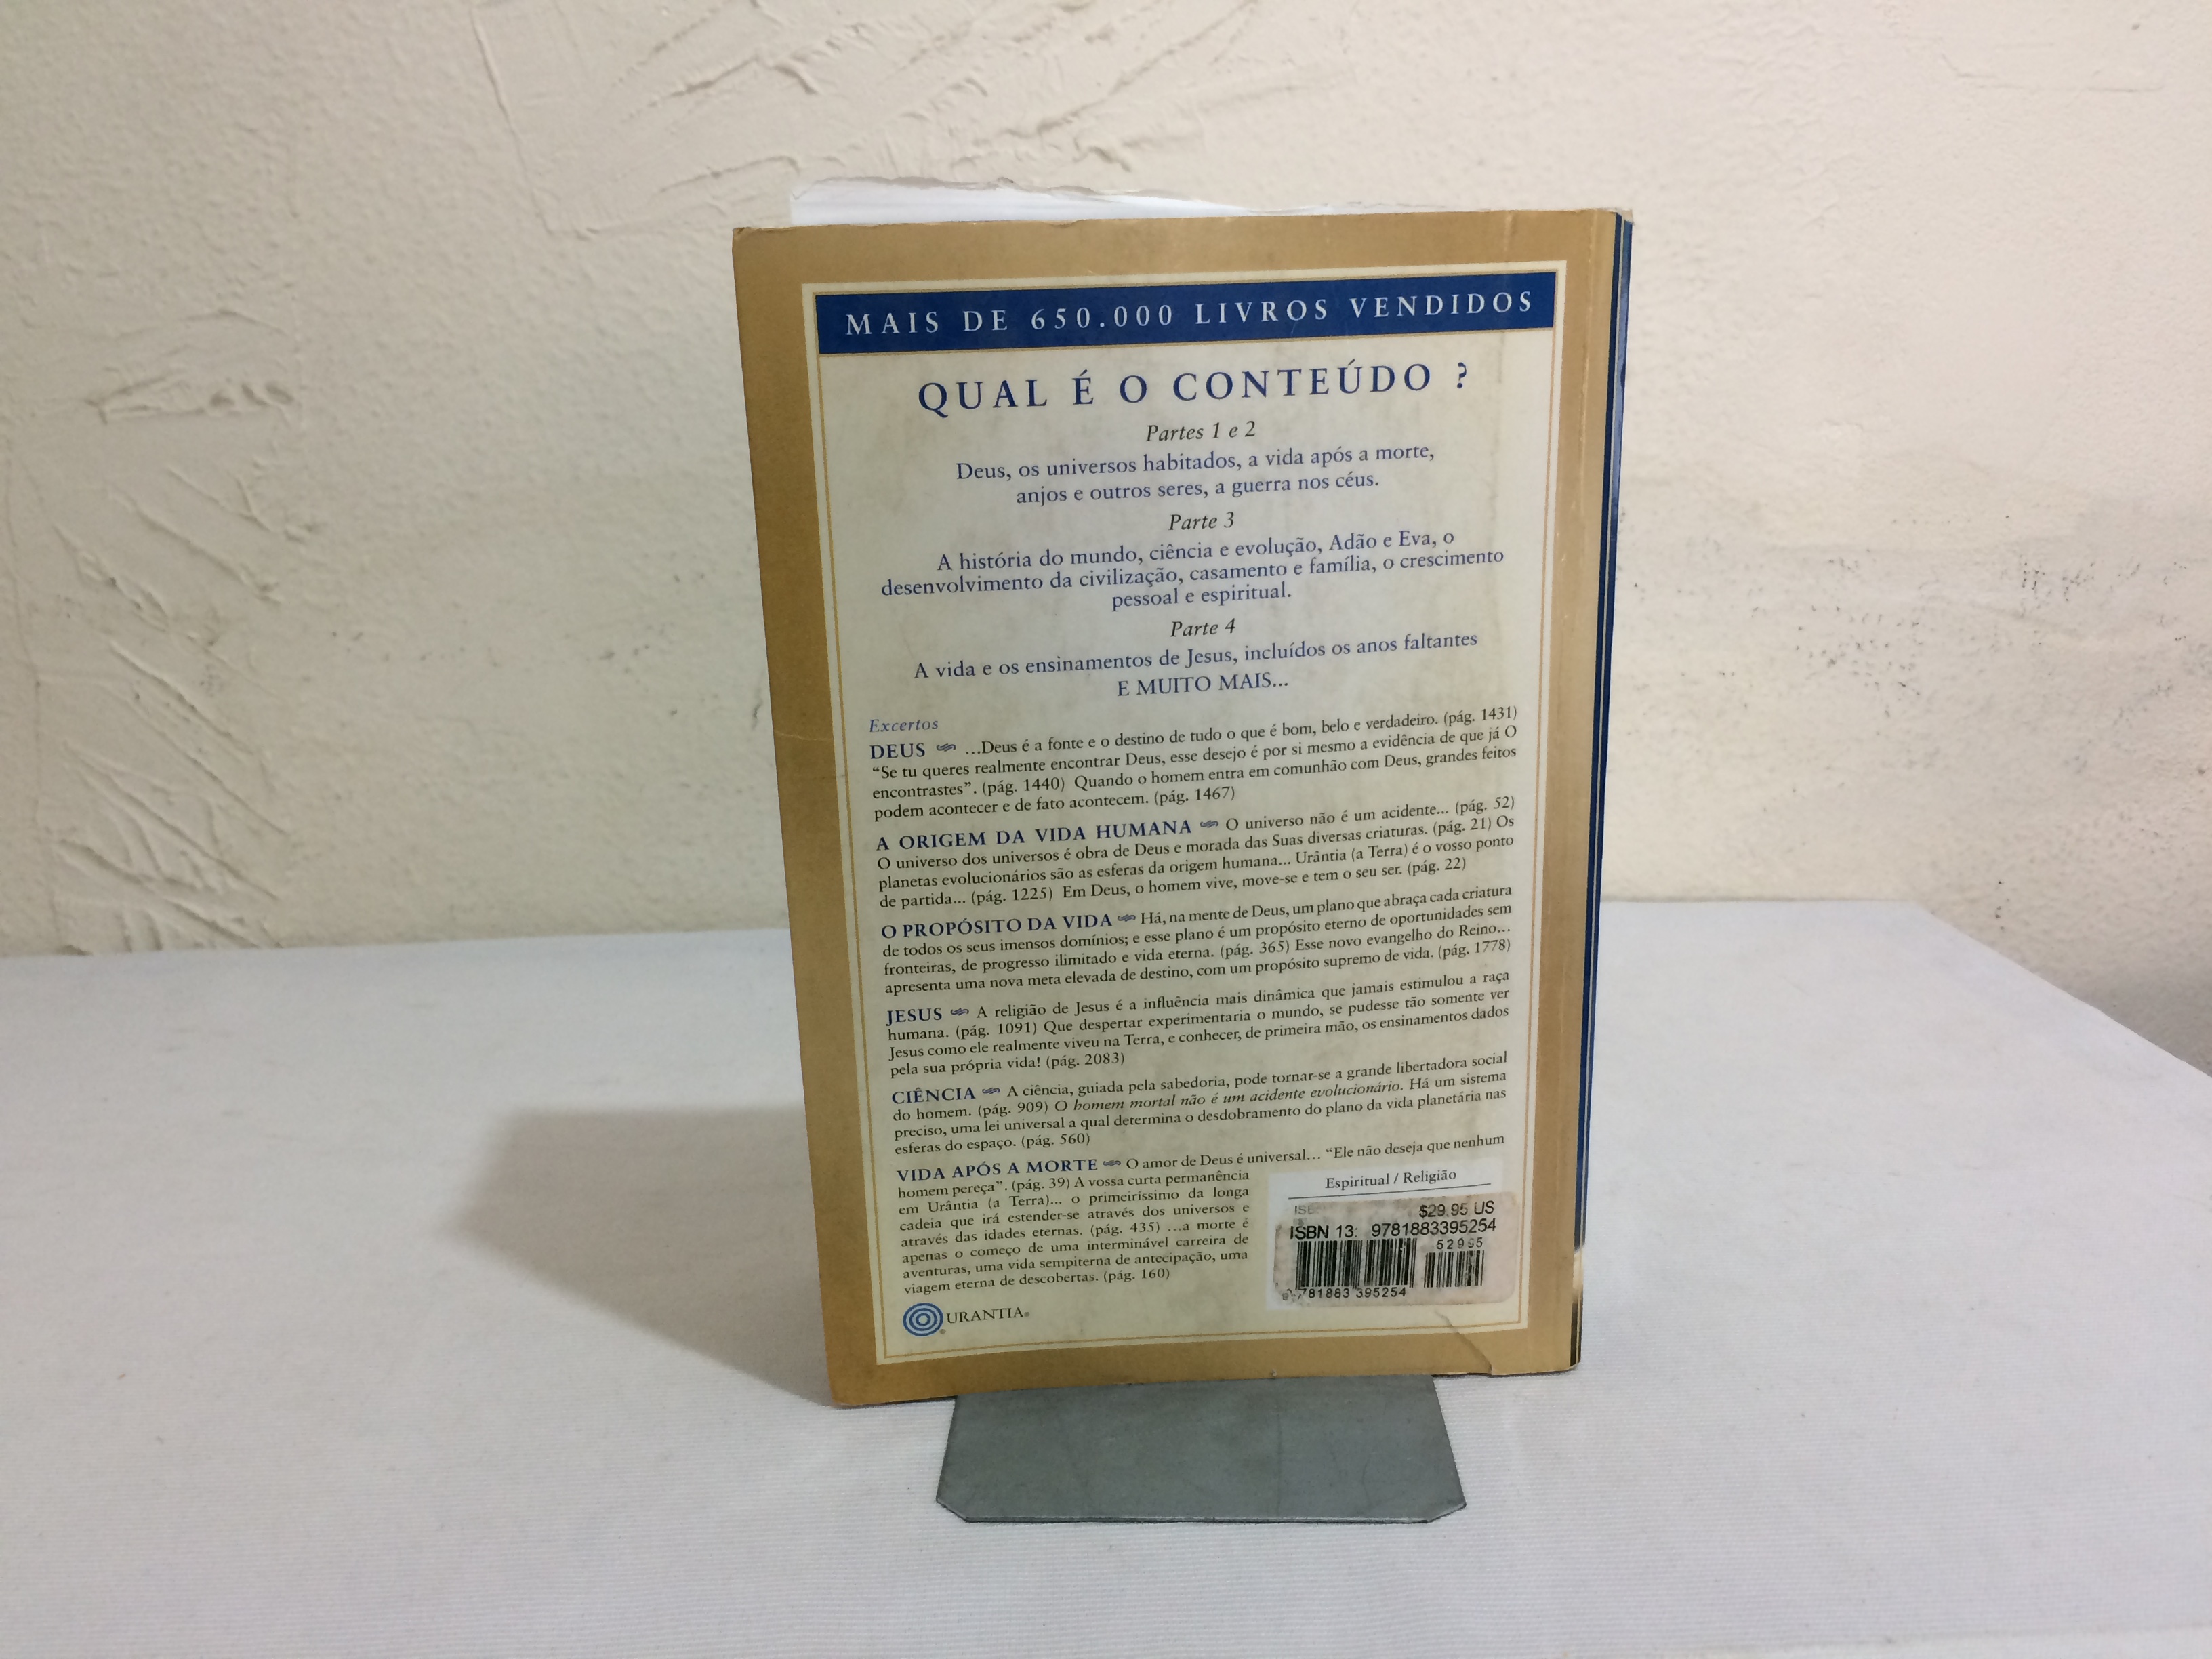 MAIS DE 650.000 LIVROS VENDIDOS
QUAL É O CONTEÚDO ?
Partes 1 e 2
Deus, os universos habitados, a vida após a morte,
anjos e outros seres, a guerra nos céus.
Parte 3
A história do mundo, ciência e evolução, Adão e Eva, o
desenvolvimento da civilização, casamento e família, o crescimento
pessoal e espiritual.
Parte 4
A vida e os ensinamentos de Jesus, incluídos os anos faltantes
E MUITO MAIS...
Excertos
DEUS ...Deus é a fonte e o destino de tudo o que é bom, belo e verdadeiro. (pág. 1431)
“Se tu queres realmente encontrar Deus, esse desejo é por si mesmo a evidência de que já O
encontrastes”. (pág. 1440) Quando o homem entra em comunhão com Deus, grandes feitos
podem acontecer e de fato acontecem. (pág. 1467)
A ORIGEM DA VIDA HUMANA O universo não é um acidente... (pág. 52)
O universo dos universos é obra de Deus e morada das Suas diversas criaturas. (pág. 21) Os
planetas evolucionários são as esferas da origem humana... Urântia (a Terra) é o vosso ponto
de partida... (pág. 1225) Em Deus, o homem vive, move-se e tem o seu ser. (pág. 22)
O PROPÓSITO DA VIDA Há, na mente de Deus, um plano que abraça cada criatura
de todos os seus imensos domínios; e esse plano é um propósito eterno de oportunidades sem
fronteiras, de progresso ilimitado e vida eterna. (pág. 365) Esse novo evangelho do Reino...
apresenta uma nova meta elevada de destino, com um propósito supremo de vida. (pág. 1778)
JESUS A religião de Jesus é a influência mais dinâmica que jamais estimulou a raça
humana. (pág. 1091) Que despertar experimentaria o mundo, se pudesse tão somente ver
Jesus como ele realmente viveu na Terra, e conhecer, de primeira mão, os ensinamentos dados
pela sua própria vida! (pág. 2083)
CIÊNCIA A ciência, guiada pela sabedoria, pode tornar-se a grande libertadora social
do homem. (pág. 909) O homem mortal não é um acidente evolucionário. Há um sistema
preciso, uma lei universal a qual determina o desdobramento do plano da vida planetária nas
esferas do espaço. (pág. 560)
VIDA APÓS A MORTE O amor de Deus é universal... “Ele não deseja que nenhum
homem pereça”. (pág. 39) A vossa curta permanência
em Urântia (a Terra)... o primeiríssimo da longa
cadeia que irá estender-se através dos universos e
através das idades eternas. (pág. 435) ...a morte é
apenas o começo de uma interminável carreira de
aventuras, uma vida sempiterna de antecipação, uma
viagem eterna de descobertas. (pág. 160)
URANTIA®
Espiritual / Religião
$29.95 US
ISBN 13: 9781883395254
52995
9 781883 395254